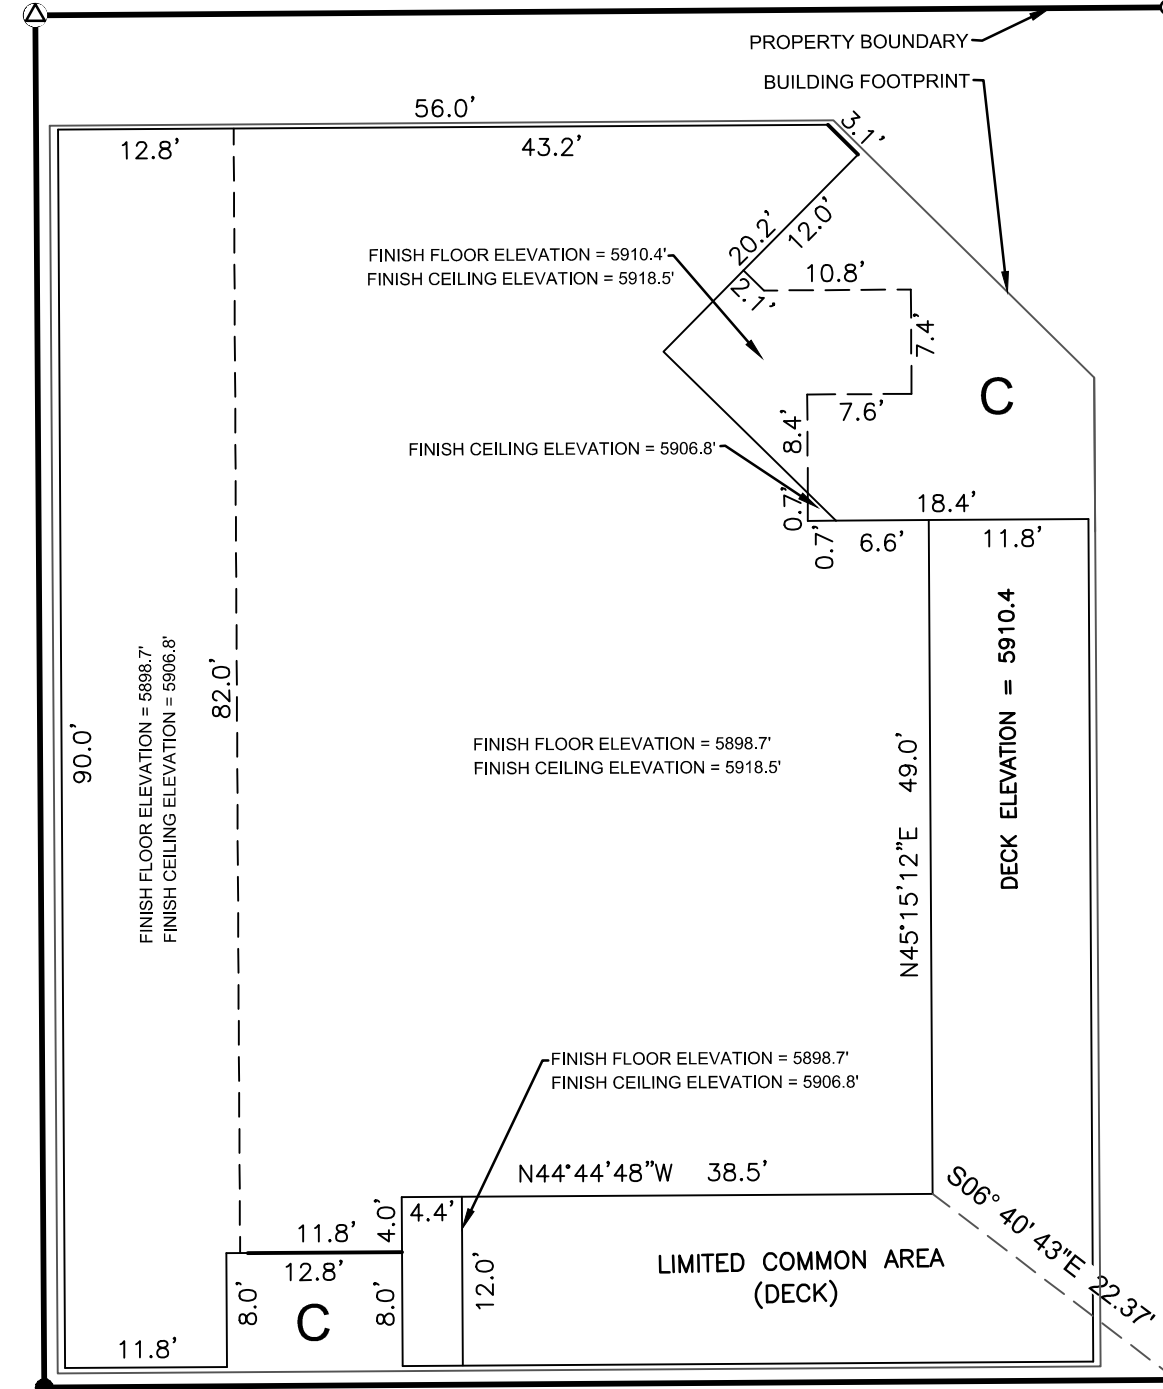 PROPERTY BOUNDARY
BUILDING FOOTPRINT
56.0'
12.8'
43.2'
3.1'
20.2'
12.0'
FINISH FLOOR ELEVATION = 5910.4'
FINISH CEILING ELEVATION = 5918.5'
10.8'
2.1'
7.4'
C
7.6'
8.4'
FINISH CEILING ELEVATION = 5906.8'
0.7'
18.4'
0.7'
6.6'
11.8'
DECK ELEVATION = 5910.4
FINISH FLOOR ELEVATION = 5898.7'
FINISH CEILING ELEVATION = 5906.8'
82.0'
90.0'
FINISH FLOOR ELEVATION = 5898.7'
FINISH CEILING ELEVATION = 5918.5'
N45°15'12"E 49.0'
FINISH FLOOR ELEVATION = 5898.7'
FINISH CEILING ELEVATION = 5906.8'
N44°44'48"W 38.5'
S06°40'43"E 22.37'
4.4'
4.0'
11.8'
12.8'
8.0'
C
8.0'
12.0'
LIMITED COMMON AREA
(DECK)
11.8'